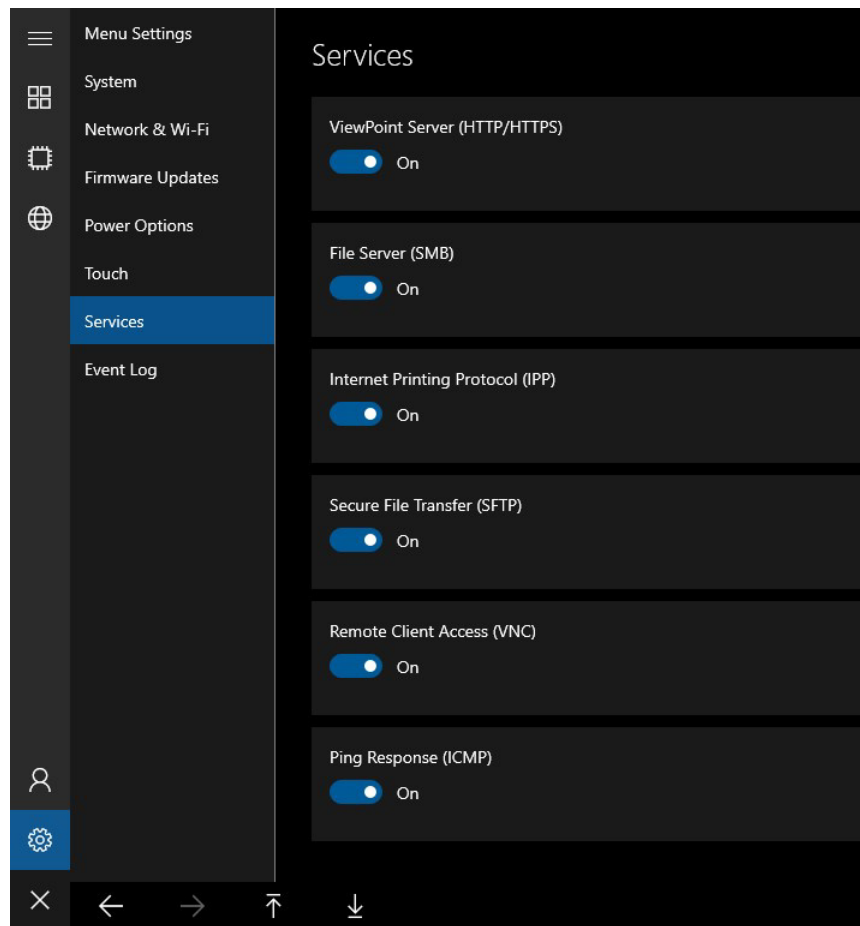 Menu Settings
System
Network & Wi-Fi
Firmware Updates
Power Options
Touch
Services
Event Log
Services
ViewPoint Server (HTTP/HTTPS)
On
File Server (SMB)
On
Internet Printing Protocol (IPP)
On
Secure File Transfer (SFTP)
On
Remote Client Access (VNC)
On
Ping Response (ICMP)
On